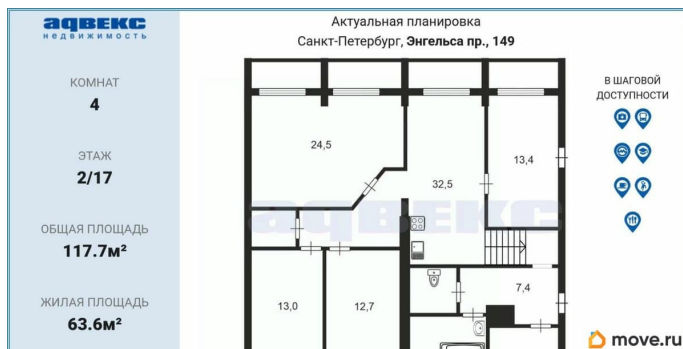 адвекс
НЕДВИЖИМОСТЬ
КОМНАТ
4
ЭТАЖ
2/17
ОБЩАЯ ПЛОЩАДЬ
117.7м²
ЖИЛАЯ ПЛОЩАДЬ
63.6м²
Актуальная планировка
Санкт-Петербург, Энгельса пр., 149
24,5
32,5
13,4
адвекс
13,0
12,7
7,4
В ШАГОВОЙ
ДОСТУПНОСТИ
move.ru